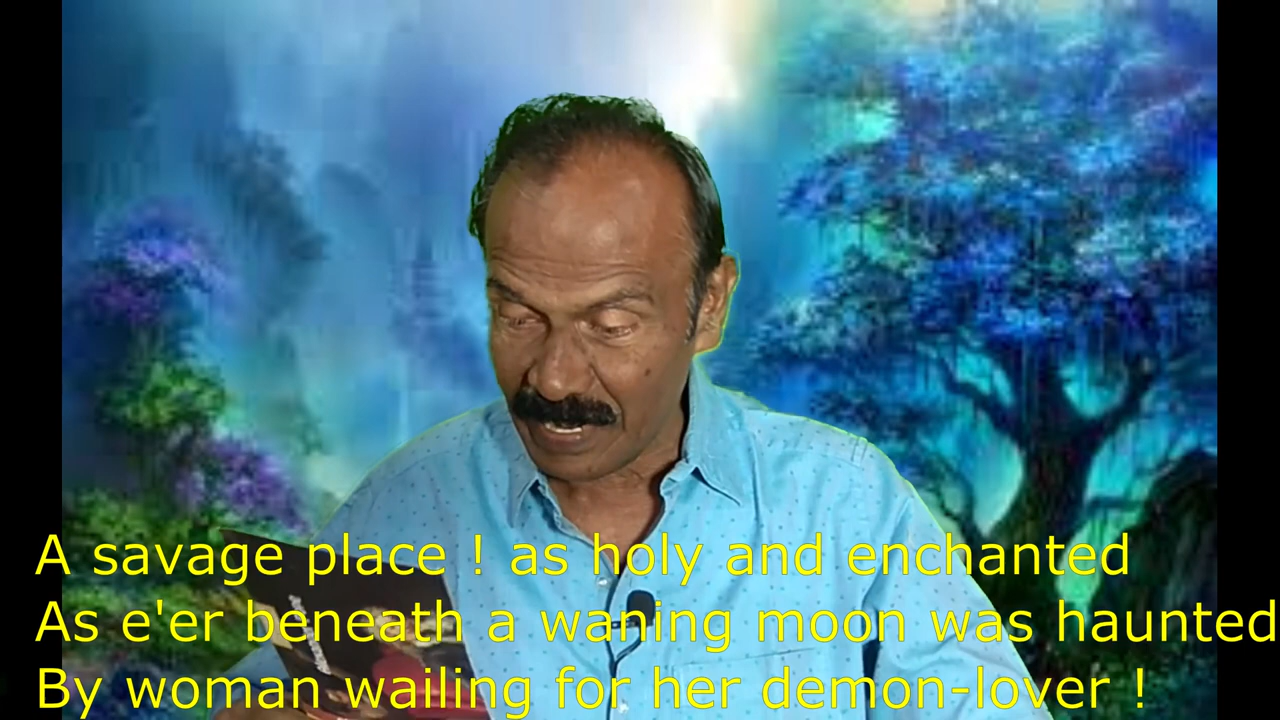 A savage place ! as holy and enchanted
As e'er beneath a waning moon was haunted
By woman wailing for her demon-lover !